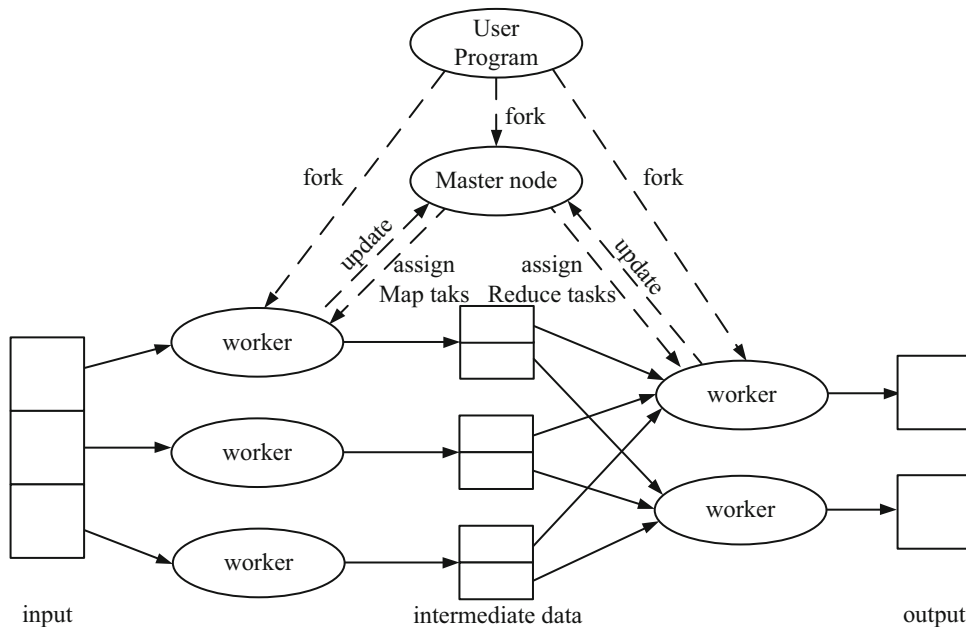 User
Program
fork
fork
Master node
fork
update
assign
Map taks
assign
Reduce tasks
update
worker
worker
worker
worker
worker
input
intermediate data
output